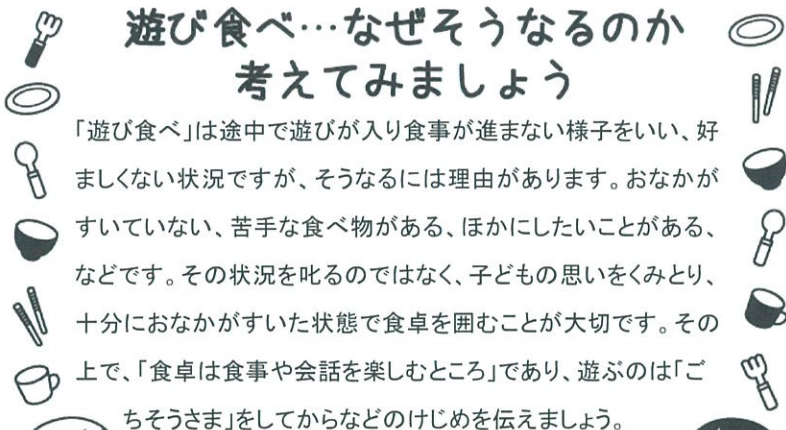 遊び食べ…なぜそうなるのか
考えてみましょう
「遊び食べ」は途中で遊びが入り食事が進まない様子をいい、好
ましくない状況ですが、そうなるには理由があります。おなかが
すいていない、苦手な食べ物がある、ほかにしたいことがある、
などです。その状況を叱るのではなく、子どもの思いをくみとり、
十分におなかがすいた状態で食卓を囲むことが大切です。その
上で、「食卓は食事や会話を楽しむところ」であり、遊ぶのは「ご
ちそうさま」をしてからなどのけじめを伝えましょう。